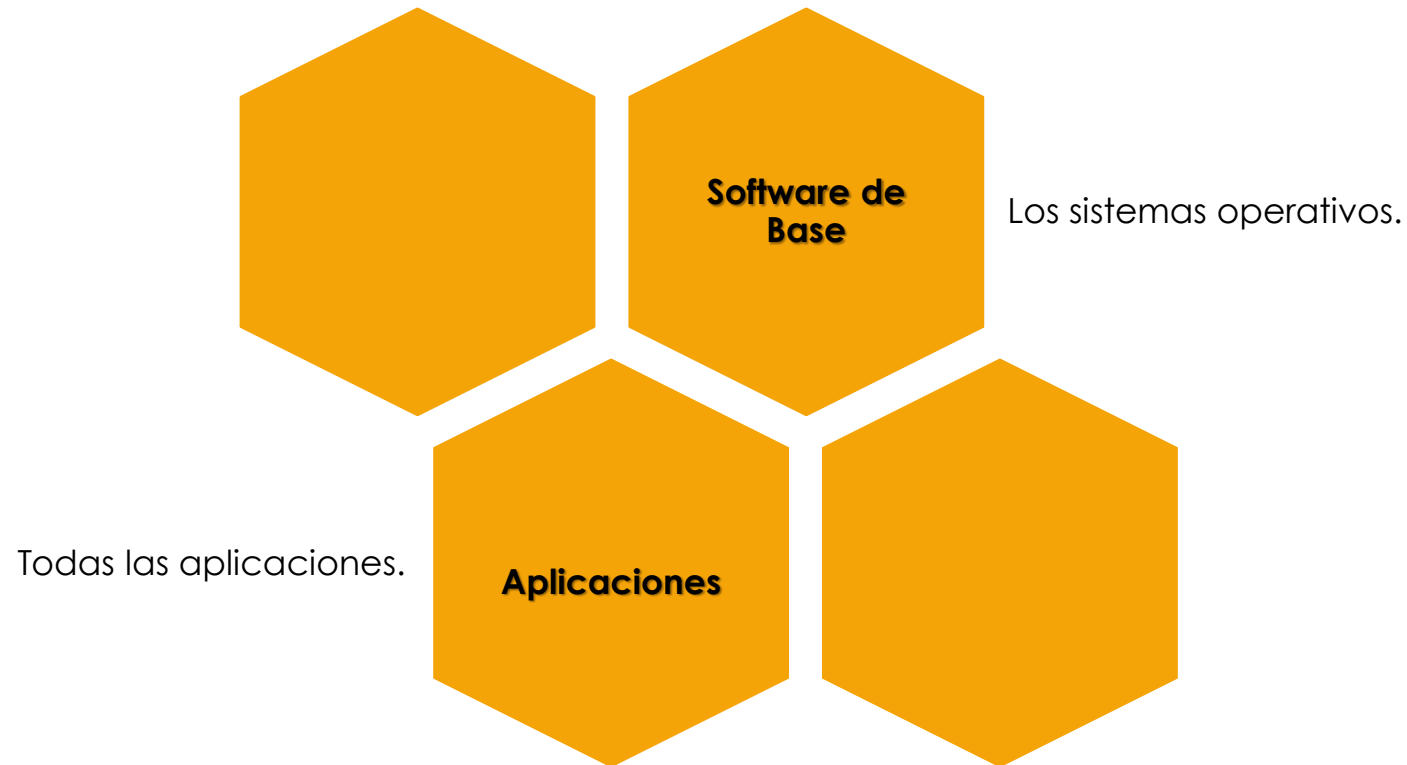 Software de
Base
Los sistemas operativos.
Todas las aplicaciones.
Aplicaciones